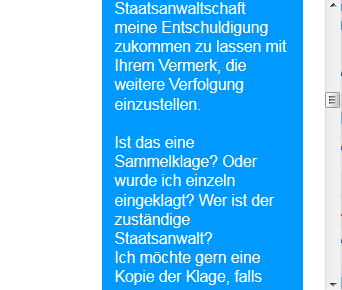 Staatsanwaltschaft
meine Entschuldigung
zukommen zu lassen mit
Ihrem Vermerk, die
weitere Verfolgung
einzustellen.
Ist das eine
Sammelklage? Oder
wurde ich einzeln
eingeklagt? Wer ist der
zuständige
Staatsanwalt?
Ich möchte gern eine
Kopie der Klage, falls